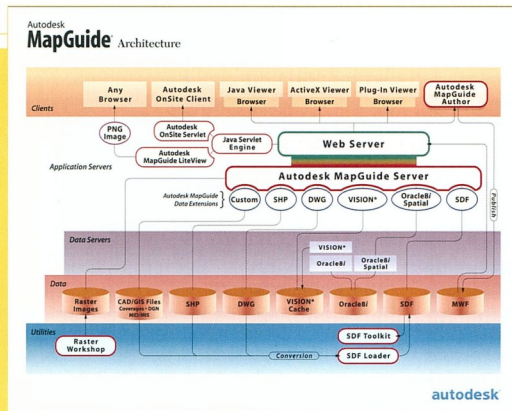 Autodesk
MapGuide® Architecture
Clients
Any
Browser
Autodesk
OnSite Client
Java Viewer
Browser
ActiveX Viewer
Browser
Plug-In Viewer
Browser
Autodesk
MapGuide
Author
PNG
Image
Autodesk
OnSite Servlet
Java Servlet
Engine
Web Server
Application Servers
Autodesk
MapGuide LiteView
Autodesk MapGuide Server
Publish
Autodesk MapGuide
Data Extensions
Custom
SHP
DWG
VISION*
Oracle8i
Spatial
SDF
Data Servers
VISION*
Oracle8i
Oracle8i
Spatial
Data
Raster
Images
CAD/GIS Files
Coverages • DGN
MID/MIS
SHP
DWG
VISION*
Cache
Oracle8i
SDF
MWF
Utilities
Raster
Workshop
Conversion
SDF Toolkit
SDF Loader
autodesk